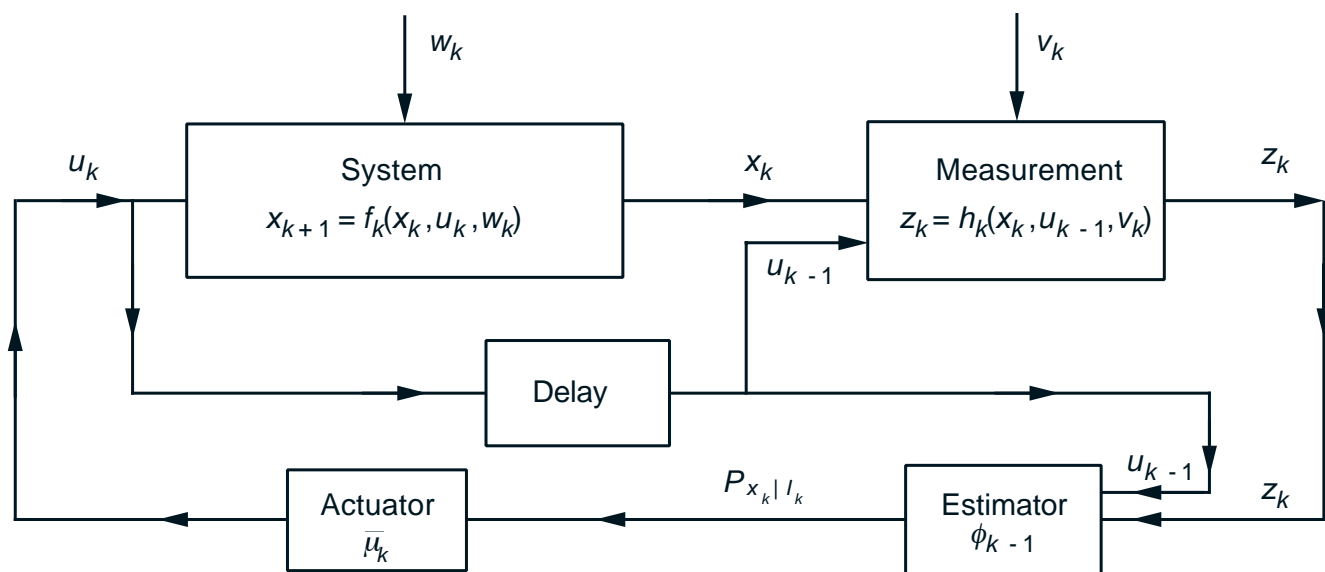 w_k
v_k
u_k
System
x_{k+1} = f_k(x_k, u_k, w_k)
x_k
Measurement
z_k = h_k(x_k, u_{k-1}, v_k)
z_k
u_{k-1}
Delay
Actuator
\overline{μ}_k
P_{x_k | I_k}
Estimator
ϕ_{k-1}
u_{k-1}
z_k